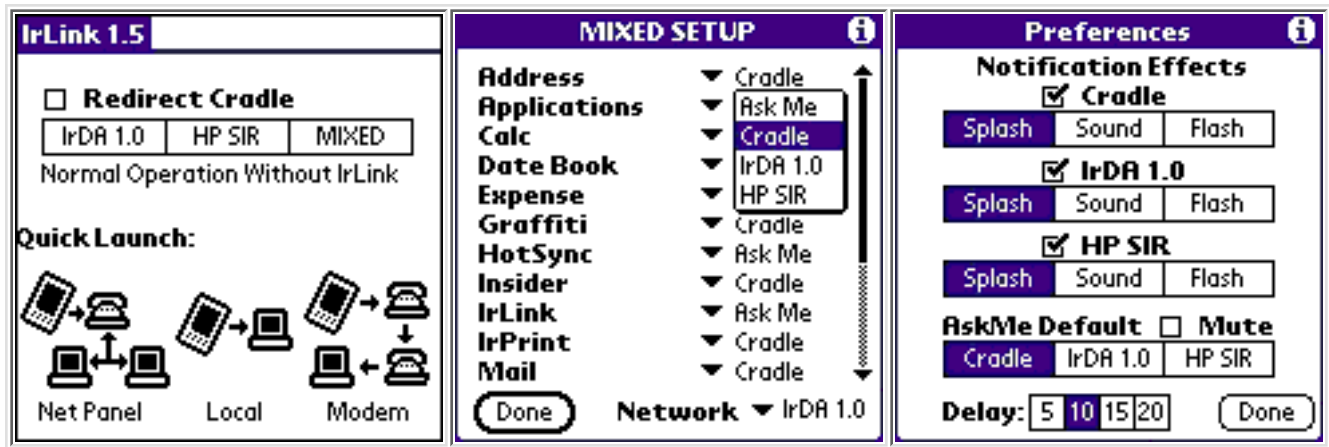 IrLink 1.5
Redirect Cradle
IrDA 1.0 HP SIR MIXED
Normal Operation Without IrLink
Quick Launch:
Net Panel Local Modem
MIXED SETUP i
Address Cradle
Applications Ask Me
Calc Cradle
Date Book IrDA 1.0
Expense HP SIR
Graffiti Cradle
HotSync Ask Me
Insider Cradle
IrLink Ask Me
IrPrint Cradle
Mail Cradle
Done Network IrDA 1.0
Preferences i
Notification Effects
Cradle
Splash Sound Flash
IrDA 1.0
Splash Sound Flash
HP SIR
Splash Sound Flash
AskMe Default Mute
Cradle IrDA 1.0 HP SIR
Delay: 5 10 15 20 Done